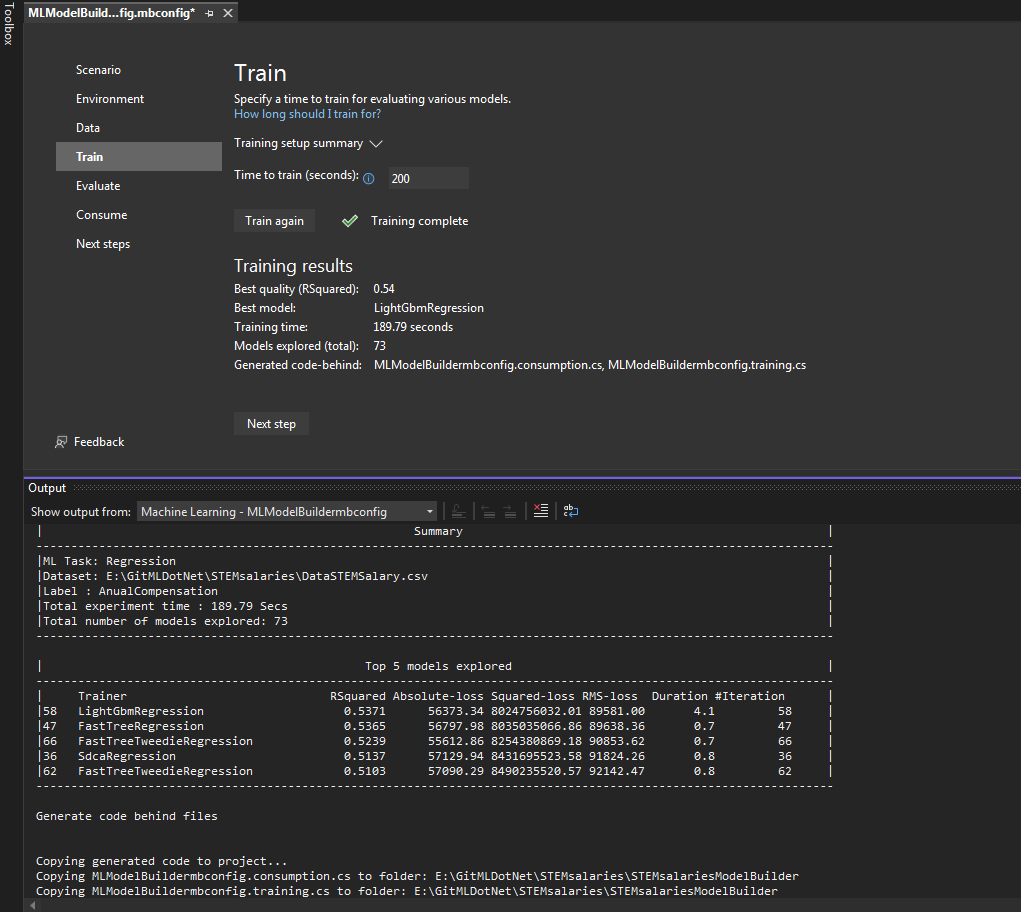 Toolbox
MLModelBuild...fig.mbconfig*
Scenario
Environment
Data
Train
Evaluate
Consume
Next steps
Feedback
Train
Specify a time to train for evaluating various models.
How long should I train for?
Training setup summary
Time to train (seconds): 200
Train again Training complete
Training results
Best quality (RSquared): 0.54
Best model: LightGbmRegression
Training time: 189.79 seconds
Models explored (total): 73
Generated code-behind: MLModelBuildermbconfig.consumption.cs, MLModelBuildermbconfig.training.cs
Next step
Output
Show output from: Machine Learning - MLModelBuildermbconfig
| Summary |
------------------------------------------------------------------------------------------------------------------
|ML Task: Regression |
|Dataset: E:\GitMLDotNet\STEMsalaries\DataSTEMSalary.csv |
|Label : AnualCompensation |
|Total experiment time : 189.79 Secs |
|Total number of models explored: 73 |
------------------------------------------------------------------------------------------------------------------
| Top 5 models explored |
------------------------------------------------------------------------------------------------------------------
| Trainer RSquared Absolute-loss Squared-loss RMS-loss Duration #Iteration |
|58 LightGbmRegression 0.5371 56373.34 8024756032.01 89581.00 4.1 58 |
|47 FastTreeRegression 0.5365 56797.98 8035035066.86 89638.36 0.7 47 |
|66 FastTreeTweedieRegression 0.5239 55612.86 8254380869.18 90853.62 0.7 66 |
|36 SdcaRegression 0.5137 57129.94 8431695523.58 91824.26 0.8 36 |
|62 FastTreeTweedieRegression 0.5103 57090.29 8490235520.57 92142.47 0.8 62 |
------------------------------------------------------------------------------------------------------------------
Generate code behind files
Copying generated code to project...
Copying MLModelBuildermbconfig.consumption.cs to folder: E:\GitMLDotNet\STEMsalaries\STEMsalariesModelBuilder
Copying MLModelBuildermbconfig.training.cs to folder: E:\GitMLDotNet\STEMsalaries\STEMsalariesModelBuilder